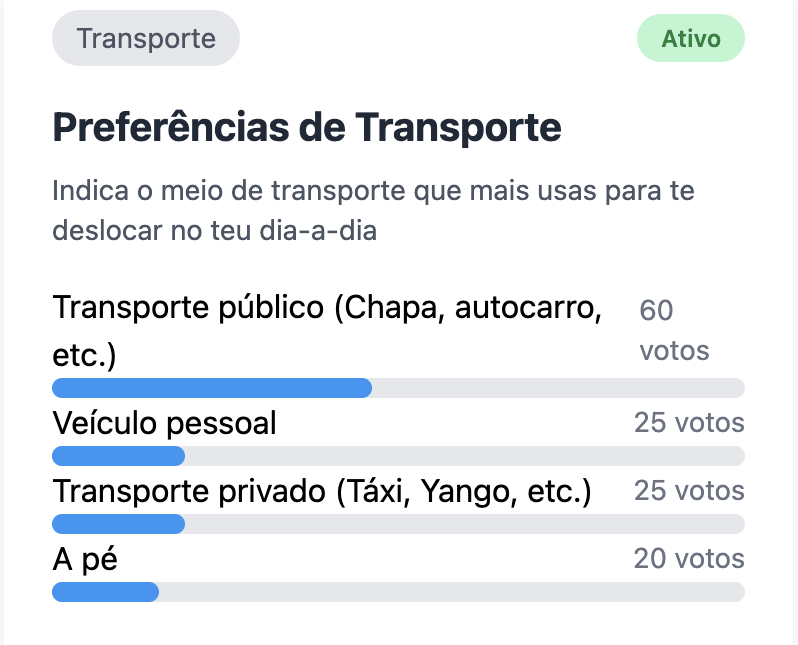 Transporte
Ativo
Preferências de Transporte
Indica o meio de transporte que mais usas para te
deslocar no teu dia-a-dia
Transporte público (Chapa, autocarro,
etc.)
60
votos
Veículo pessoal
25 votos
Transporte privado (Táxi, Yango, etc.)
25 votos
A pé
20 votos